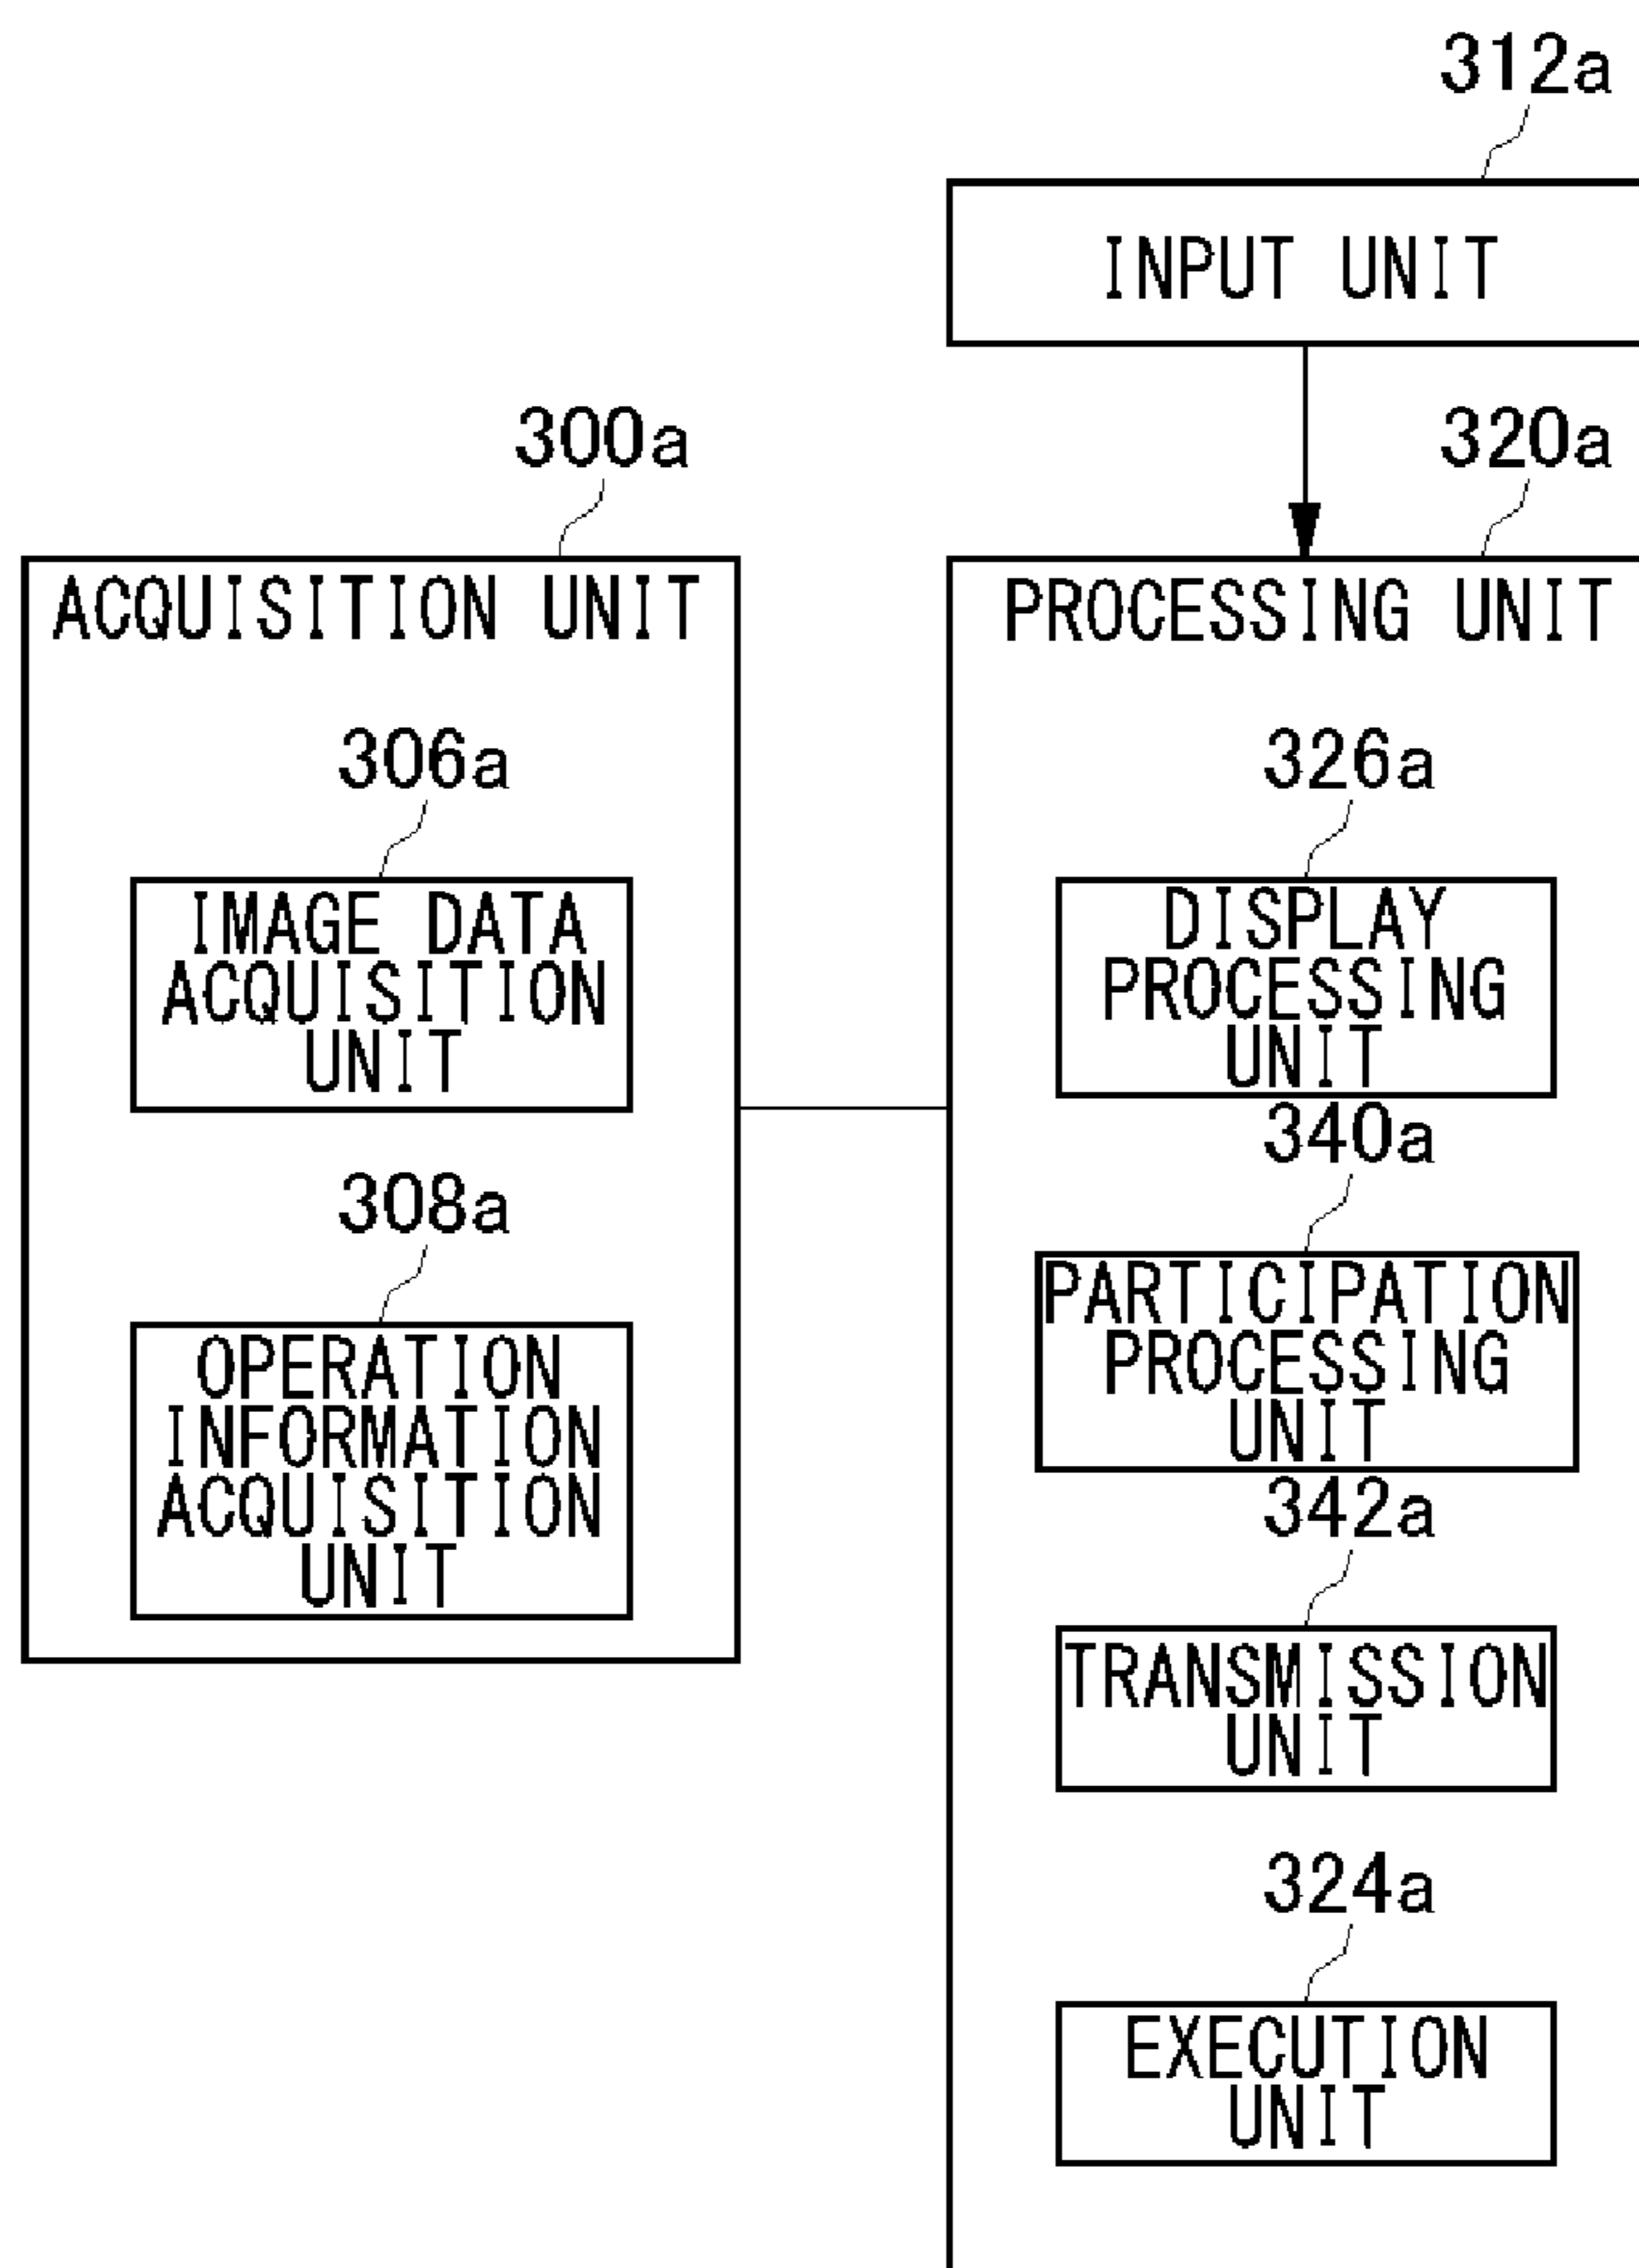 312a
INPUT UNIT
300a
ACQUISITION UNIT
306a
IMAGE DATA
ACQUISITION
UNIT
308a
OPERATION
INFORMATION
ACQUISITION
UNIT
320a
PROCESSING UNIT
326a
DISPLAY
PROCESSING
UNIT
340a
PARTICIPATION
PROCESSING
UNIT
342a
TRANSMISSION
UNIT
324a
EXECUTION
UNIT